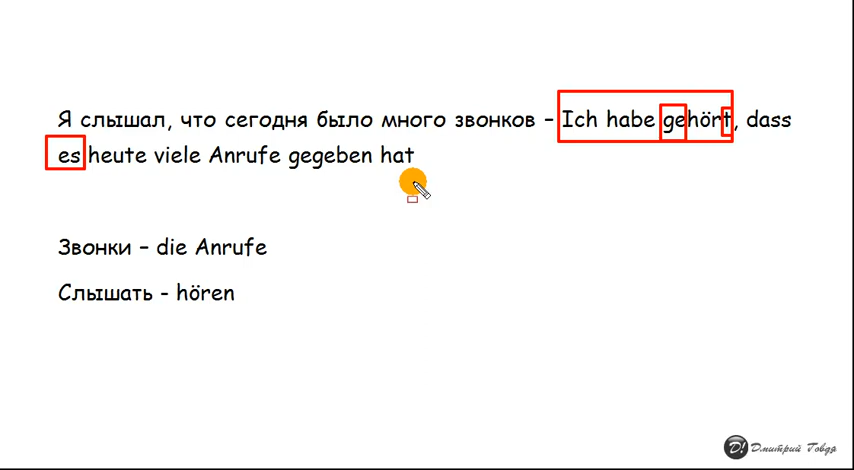 Я слышал, что сегодня было много звонков – Ich habe gehört, dass
es heute viele Anrufe gegeben hat
Звонки – die Anrufe
Слышать - hören
D! Дмитрий Говдя